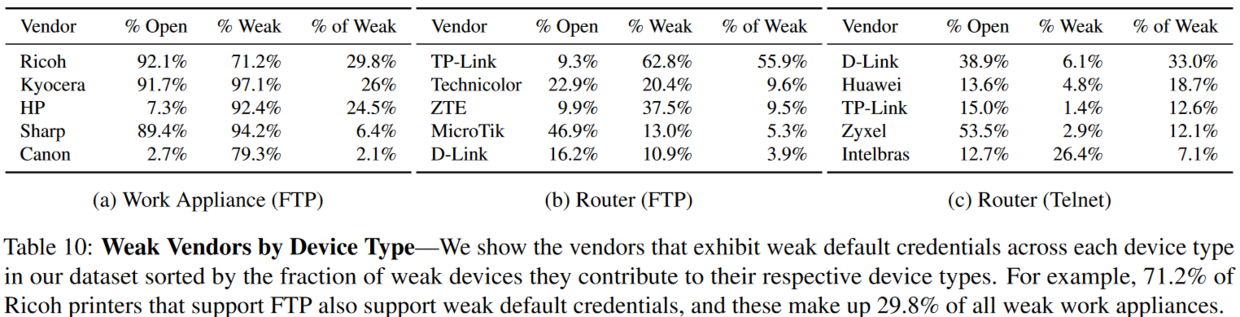 Vendor % Open % Weak % of Weak
Ricoh 92.1% 71.2% 29.8%
Kyocera 91.7% 97.1% 26%
HP 7.3% 92.4% 24.5%
Sharp 89.4% 94.2% 6.4%
Canon 2.7% 79.3% 2.1%
(a) Work Appliance (FTP)
Vendor % Open % Weak % of Weak
TP-Link 9.3% 62.8% 55.9%
Technicolor 22.9% 20.4% 9.6%
ZTE 9.9% 37.5% 9.5%
MicroTik 46.9% 13.0% 5.3%
D-Link 16.2% 10.9% 3.9%
(b) Router (FTP)
Vendor % Open % Weak % of Weak
D-Link 38.9% 6.1% 33.0%
Huawei 13.6% 4.8% 18.7%
TP-Link 15.0% 1.4% 12.6%
Zyxel 53.5% 2.9% 12.1%
Intelbras 12.7% 26.4% 7.1%
(c) Router (Telnet)
Table 10: Weak Vendors by Device Type—We show the vendors that exhibit weak default credentials across each device type
in our dataset sorted by the fraction of weak devices they contribute to their respective device types. For example, 71.2% of
Ricoh printers that support FTP also support weak default credentials, and these make up 29.8% of all weak work appliances.